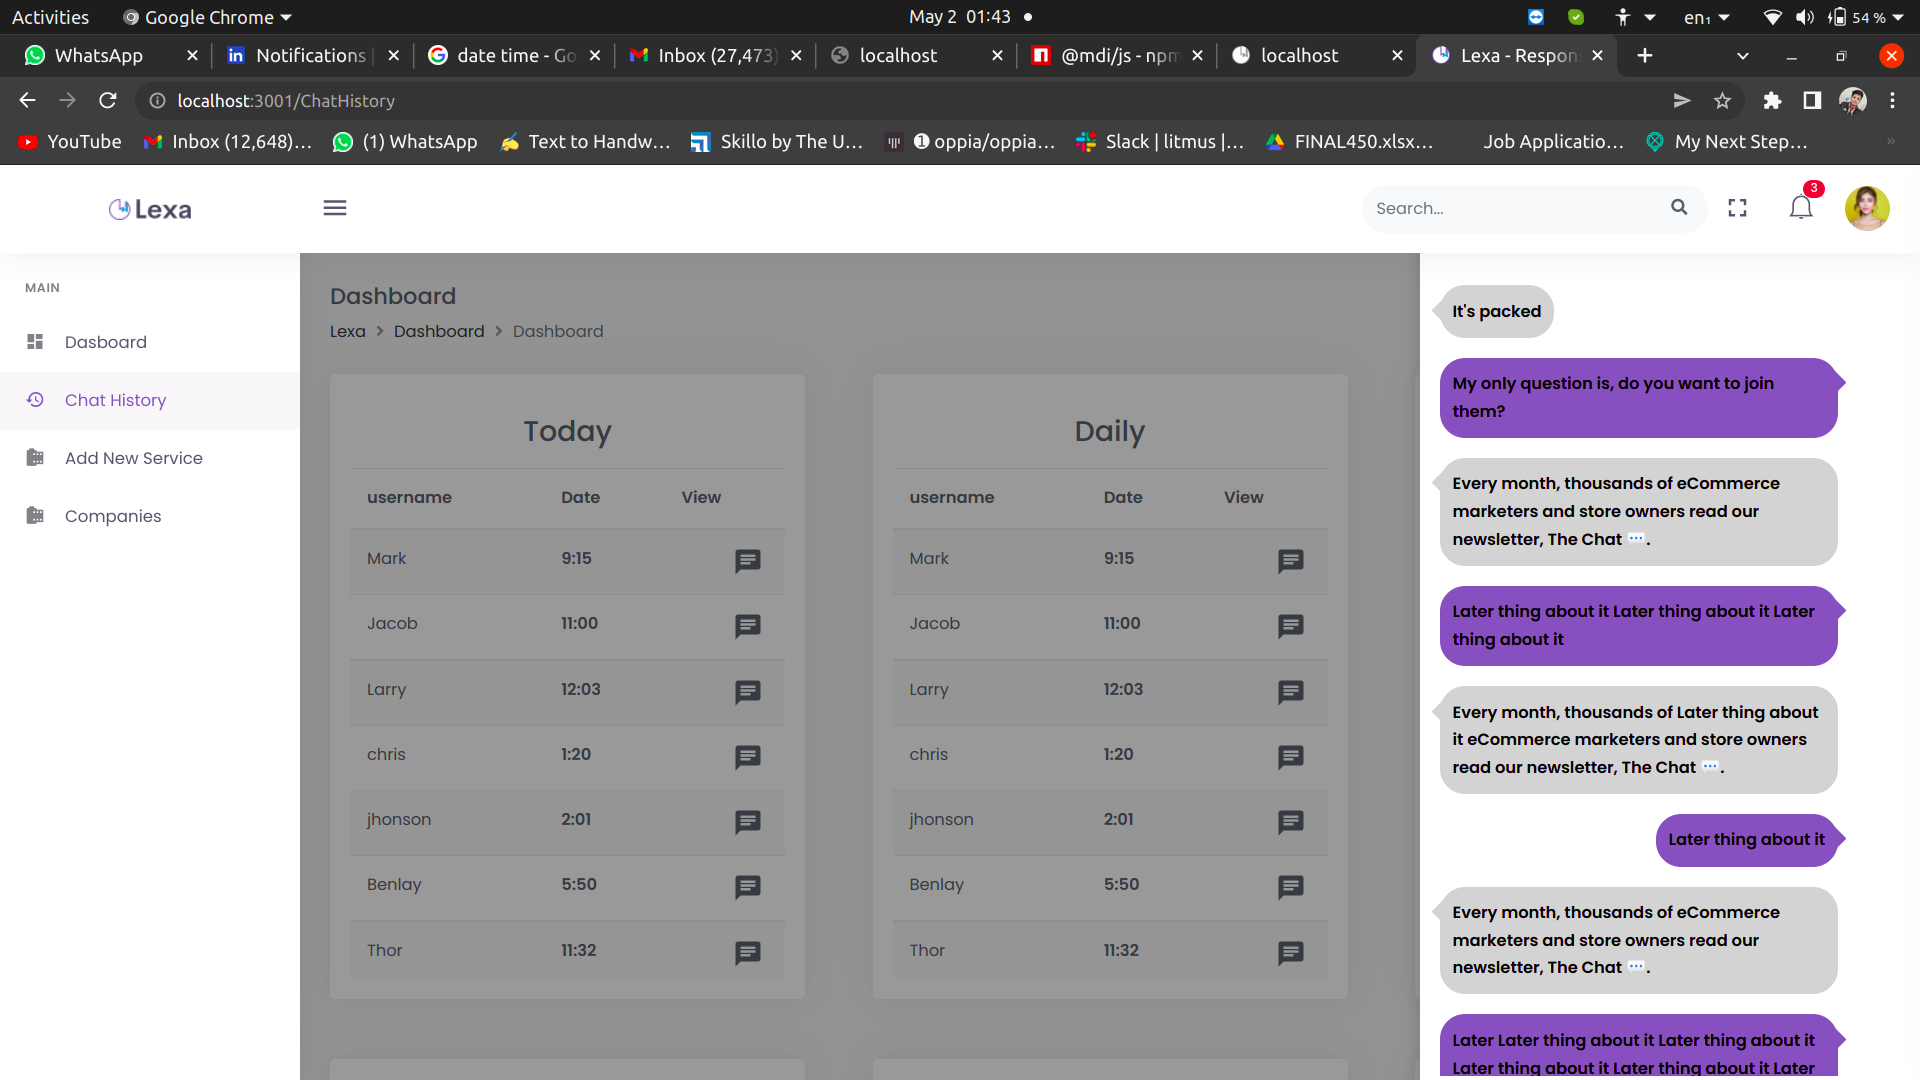 Activities
Google Chrome
May 2 01:43
en₁
54 %
WhatsApp
Notifications |
date time - Go
Inbox (27,473)
localhost
@mdi/js - npm
localhost
Lexa - Respon
localhost:3001/ChatHistory
YouTube
Inbox (12,648)...
(1) WhatsApp
Text to Handw...
Skillo by The U...
➊ oppia/oppia...
Slack | litmus |...
FINAL450.xlsx...
Job Applicatio...
My Next Step...
»
Lexa
Search...
3
MAIN
Dasboard
Chat History
Add New Service
Companies
Dashboard
Lexa > Dashboard > Dashboard
Today
username Date View
Mark 9:15
Jacob 11:00
Larry 12:03
chris 1:20
jhonson 2:01
Benlay 5:50
Thor 11:32
Daily
username Date View
Mark 9:15
Jacob 11:00
Larry 12:03
chris 1:20
jhonson 2:01
Benlay 5:50
Thor 11:32
It's packed
My only question is, do you want to join
them?
Every month, thousands of eCommerce
marketers and store owners read our
newsletter, The Chat 💬.
Later thing about it Later thing about it Later
thing about it
Every month, thousands of Later thing about
it eCommerce marketers and store owners
read our newsletter, The Chat 💬.
Later thing about it
Every month, thousands of eCommerce
marketers and store owners read our
newsletter, The Chat 💬.
Later Later thing about it Later thing about it
Later thing about it Later thing about it Later